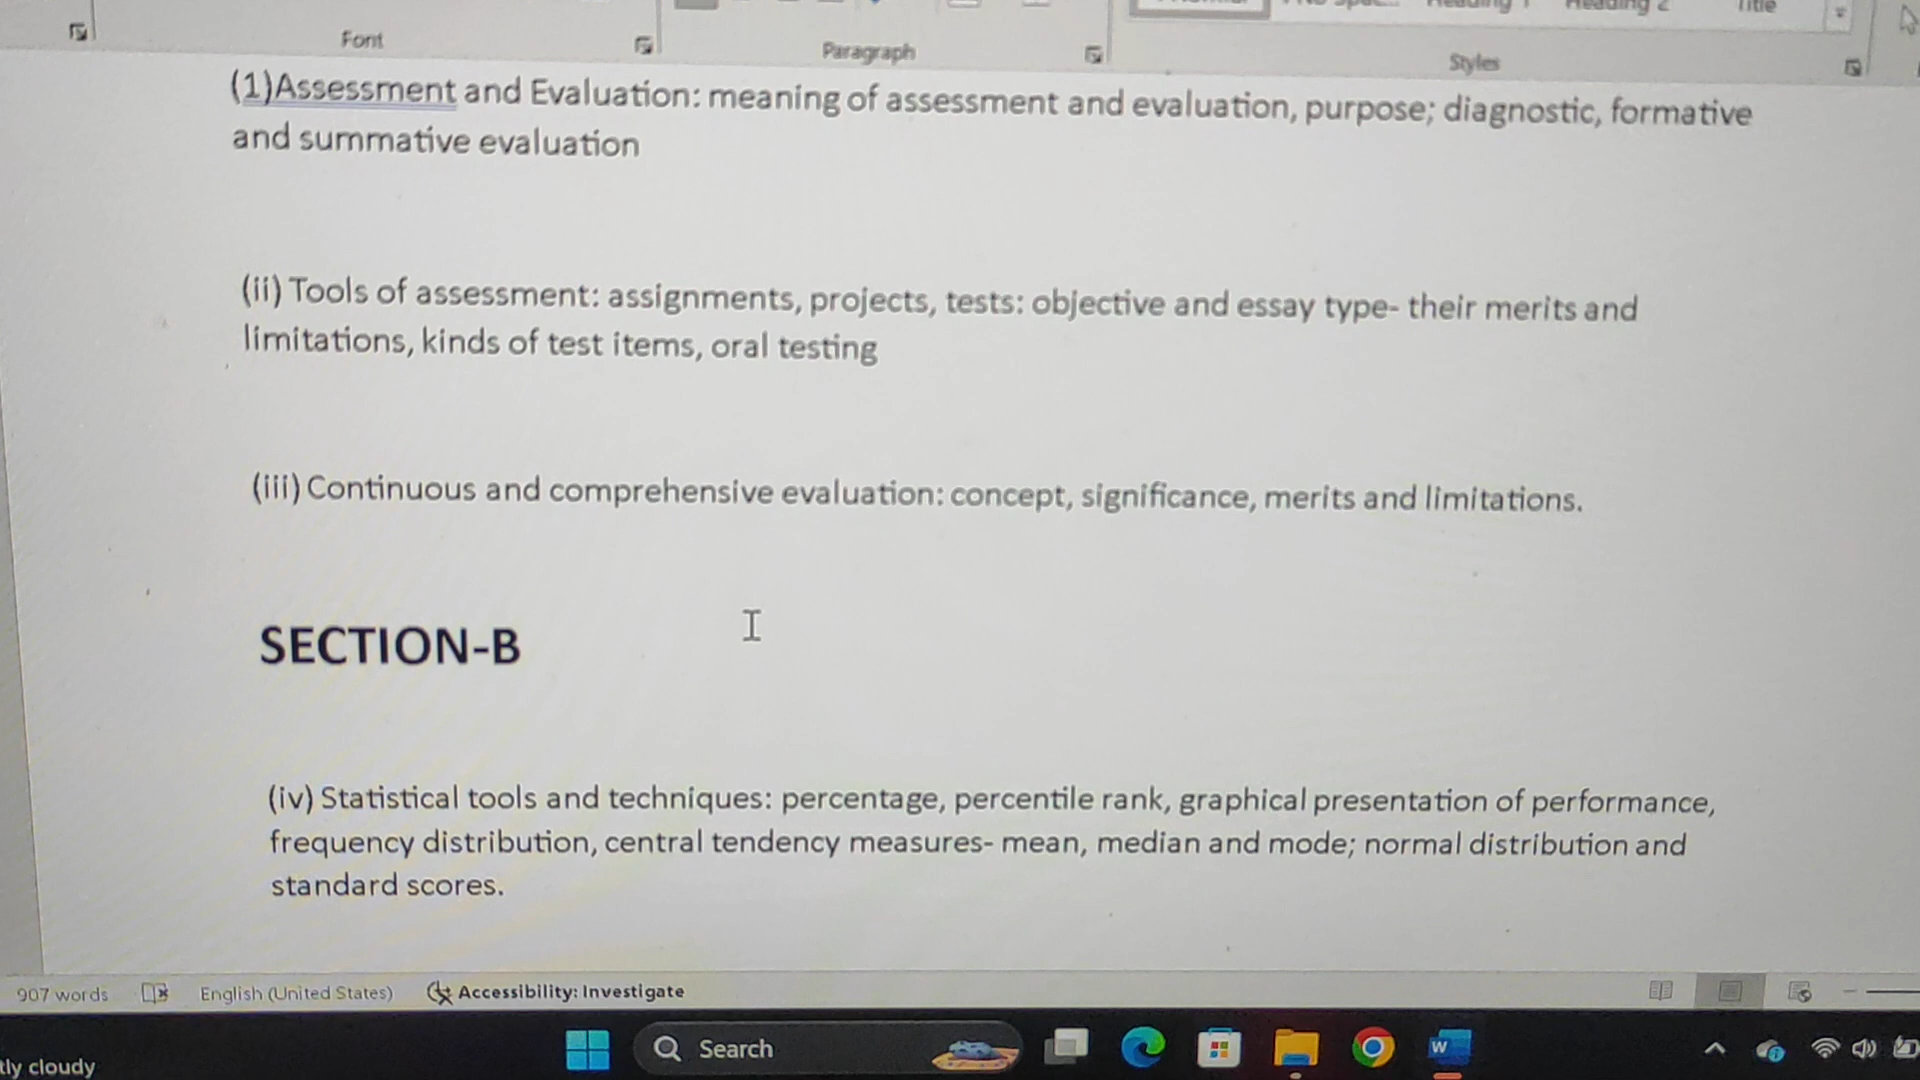 Title
Font
Paragraph
Styles
(1)Assessment and Evaluation: meaning of assessment and evaluation, purpose; diagnostic, formative
and summative evaluation
(ii) Tools of assessment: assignments, projects, tests: objective and essay type- their merits and
limitations, kinds of test items, oral testing
(iii) Continuous and comprehensive evaluation: concept, significance, merits and limitations.
SECTION-B
(iv) Statistical tools and techniques: percentage, percentile rank, graphical presentation of performance,
frequency distribution, central tendency measures- mean, median and mode; normal distribution and
standard scores.
907 words English (United States) Accessibility: Investigate
Search
tly cloudy